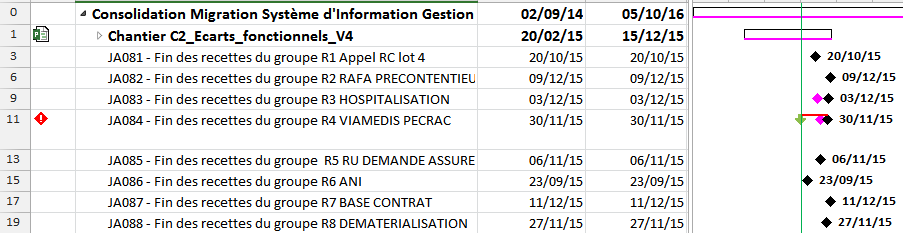 0 Consolidation Migration Système d'Information Gestion 02/09/14 05/10/16
1 Chantier C2_Ecarts_fonctionnels_V4 20/02/15 15/12/15
3 JA081 - Fin des recettes du groupe R1 Appel RC lot 4 20/10/15 20/10/15 20/10/15
6 JA082 - Fin des recettes du groupe R2 RAFA PRECONTENTIEU 09/12/15 09/12/15 09/12/15
9 JA083 - Fin des recettes du groupe R3 HOSPITALISATION 03/12/15 03/12/15 03/12/15
11 JA084 - Fin des recettes du groupe R4 VIAMEDIS PECRAC 30/11/15 30/11/15 30/11/15
13 JA085 - Fin des recettes du groupe R5 RU DEMANDE ASSURE 06/11/15 06/11/15 06/11/15
15 JA086 - Fin des recettes du groupe R6 ANI 23/09/15 23/09/15 23/09/15
17 JA087 - Fin des recettes du groupe R7 BASE CONTRAT 11/12/15 11/12/15 11/12/15
19 JA088 - Fin des recettes du groupe R8 DEMATERIALISATION 27/11/15 27/11/15 27/11/15